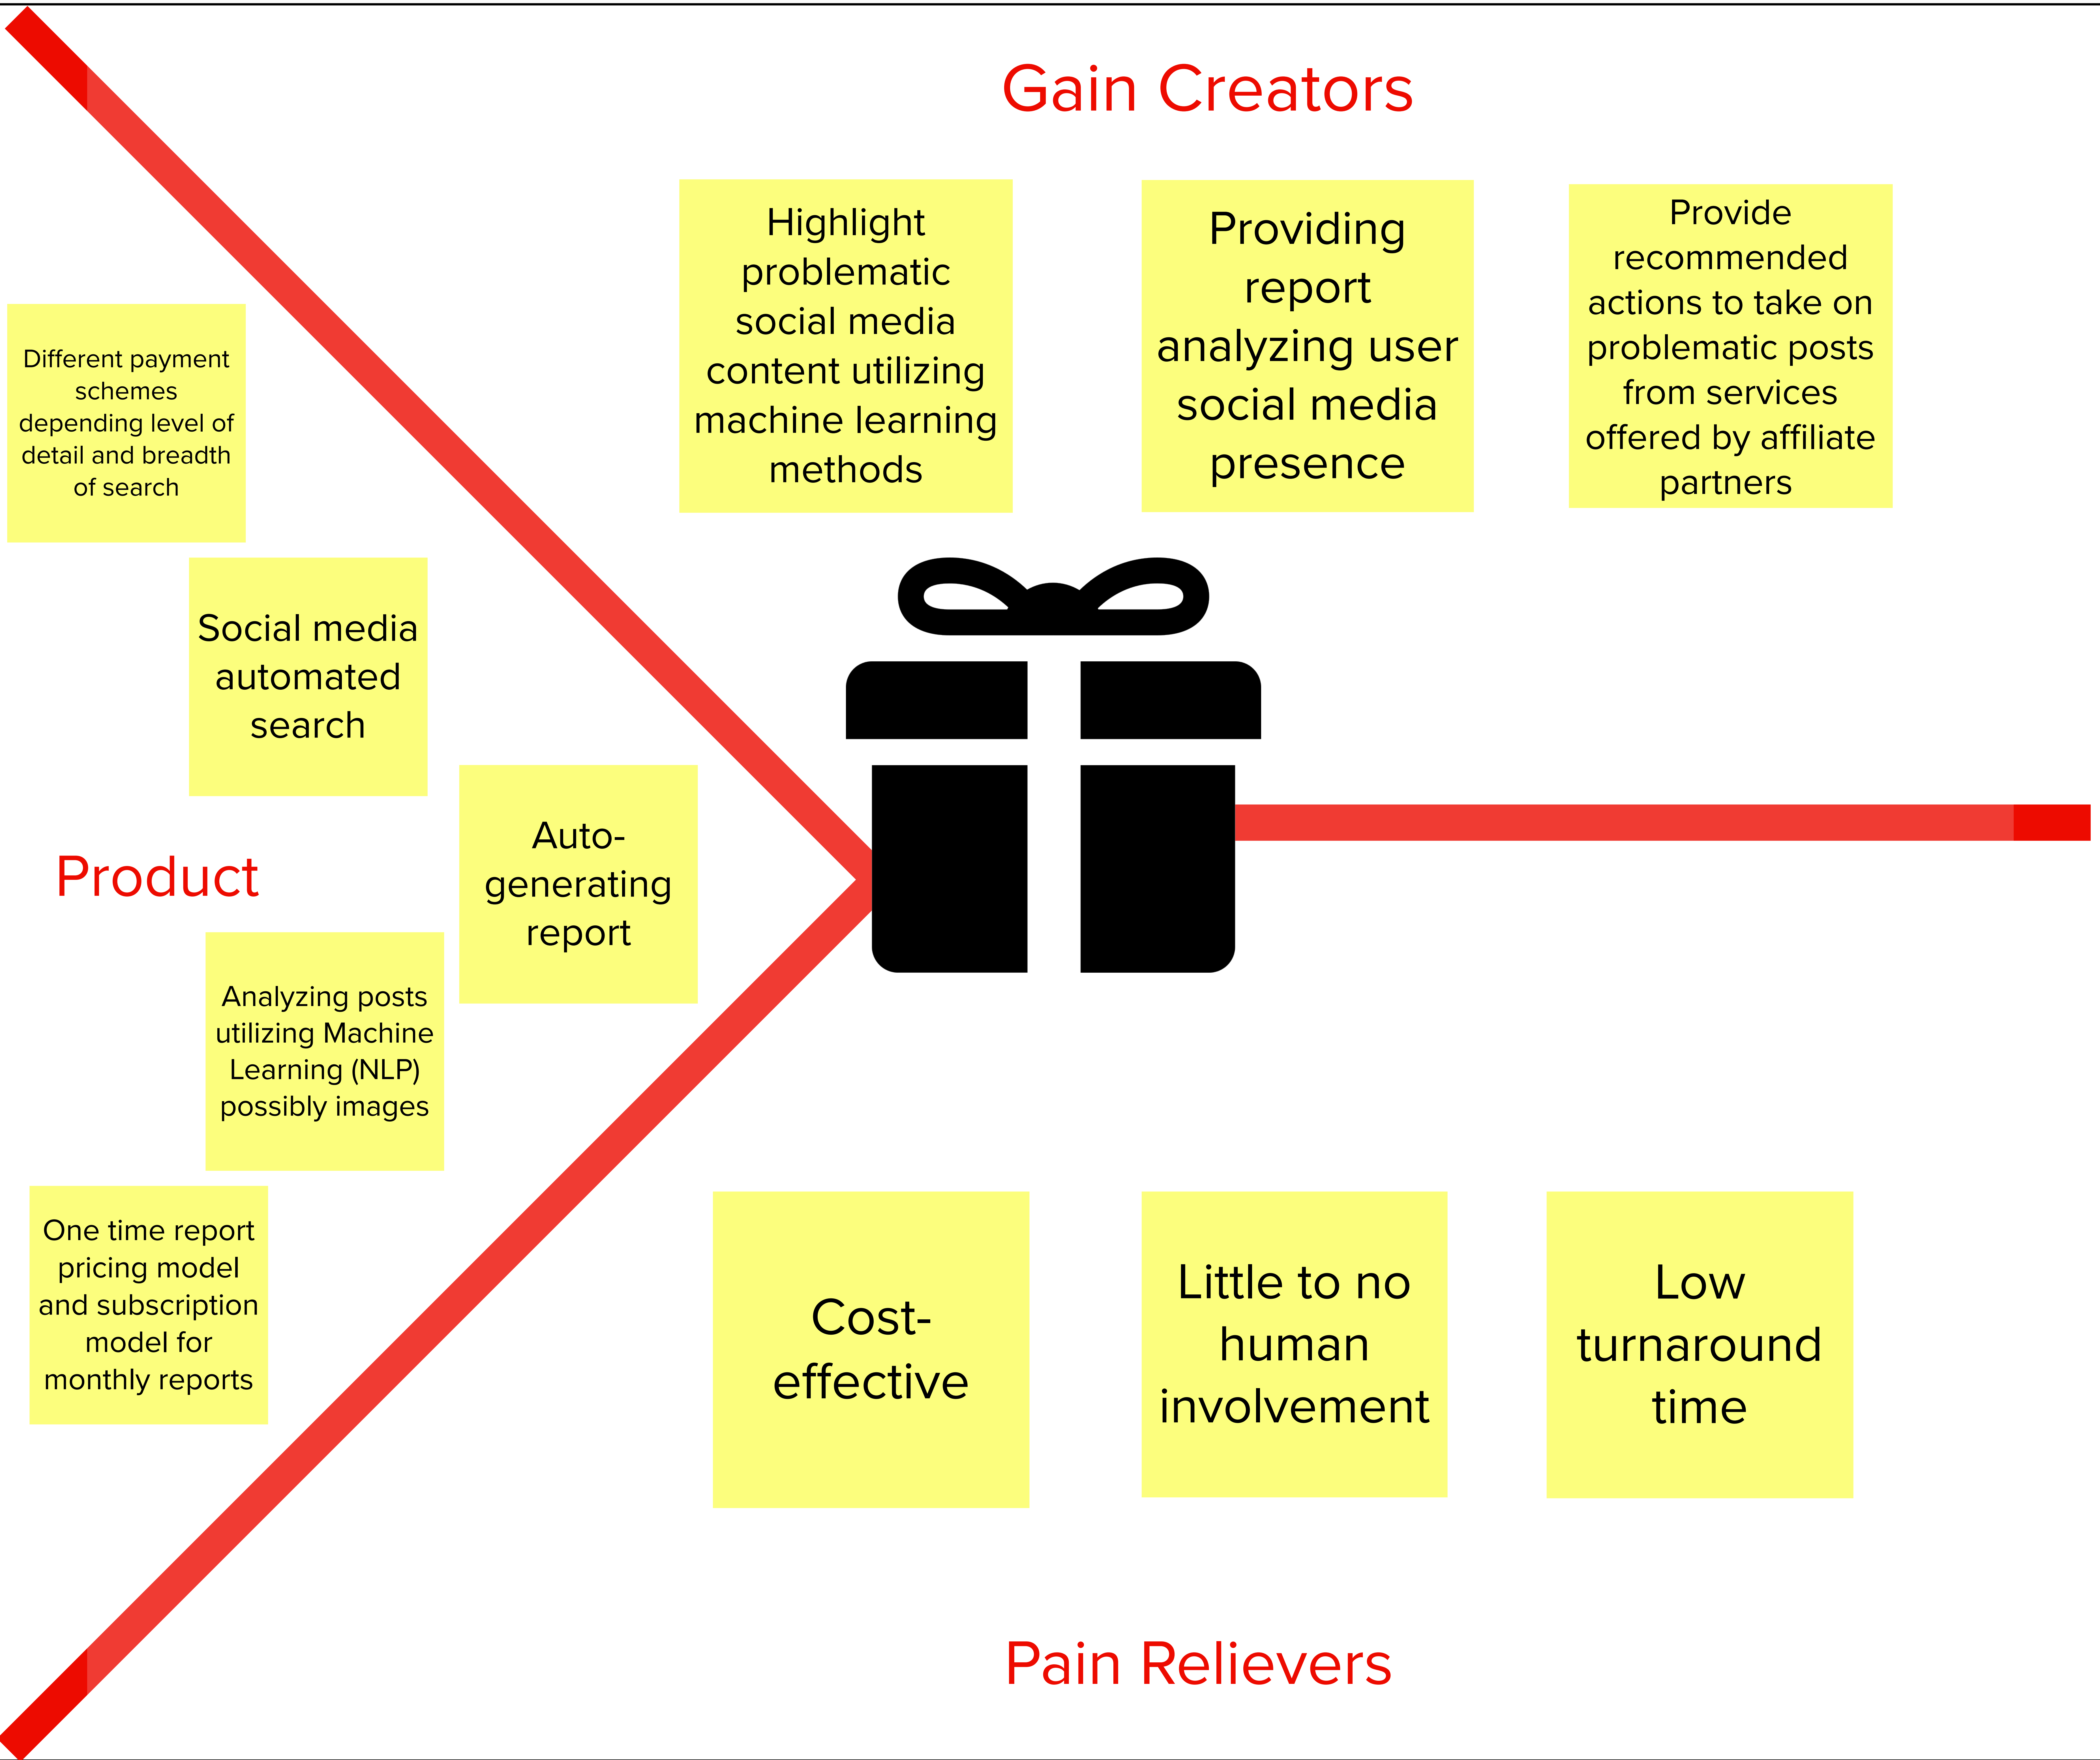 Gain Creators
Highlight
problematic
social media
content utilizing
machine learning
methods
Providing
report
analyzing user
social media
presence
Provide
recommended
actions to take on
problematic posts
from services
offered by affiliate
partners
Different payment
schemes
depending level of
detail and breadth
of search
Social media
automated
search
Auto-
generating
report
Product
Analyzing posts
utilizing Machine
Learning (NLP)
possibly images
One time report
pricing model
and subscription
model for
monthly reports
Cost-
effective
Little to no
human
involvement
Low
turnaround
time
Pain Relievers